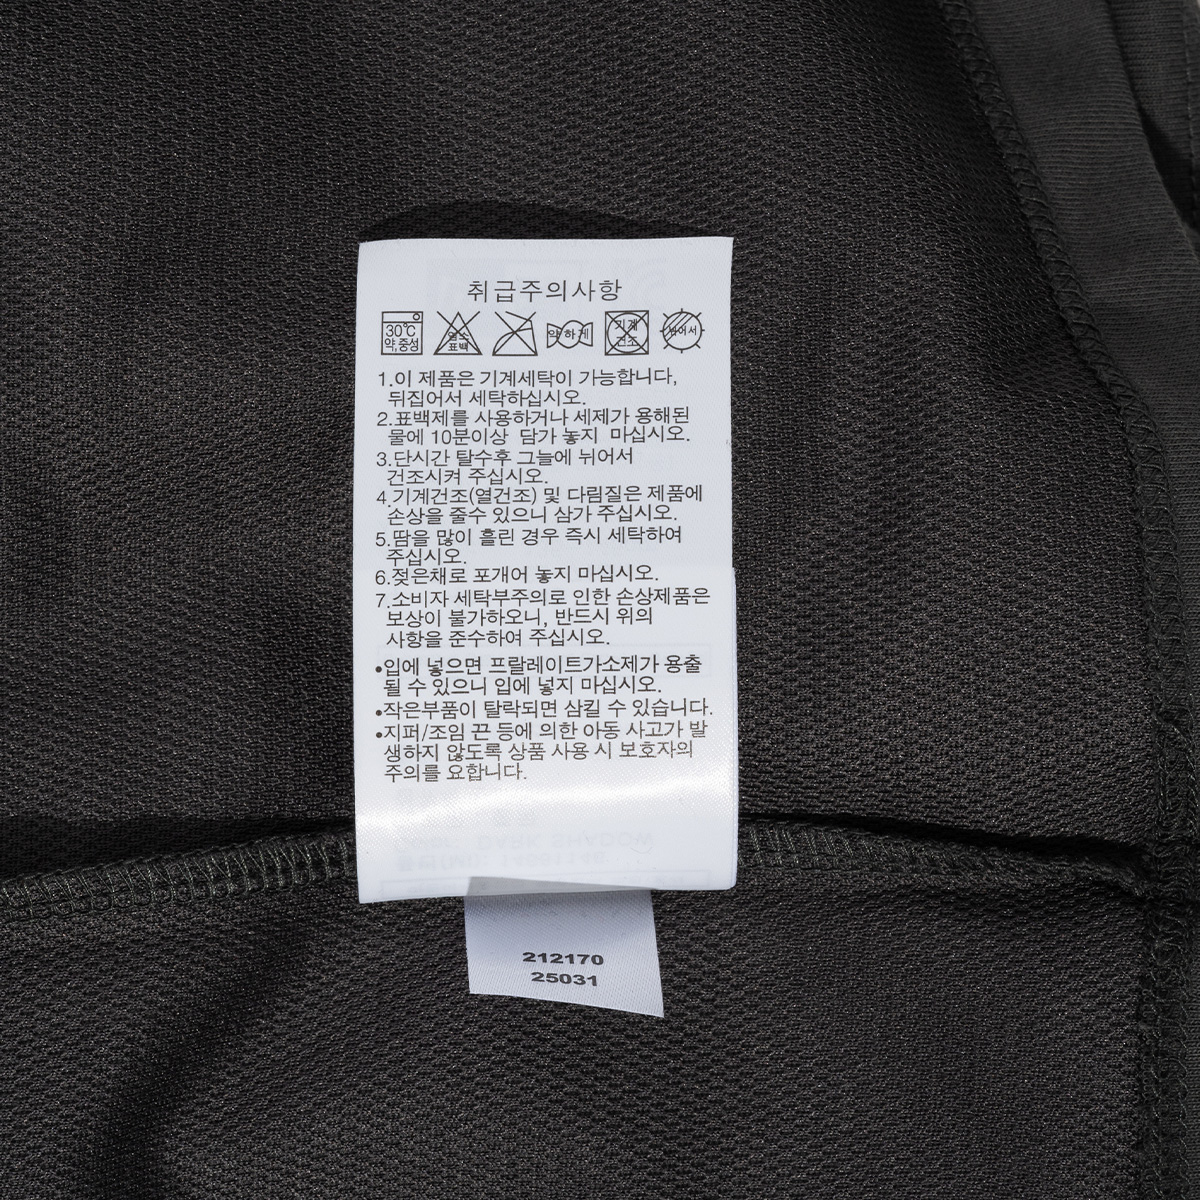 취급주의사항
30℃ 약,중성
염소 표백
약하게
기계 건조
뉘어서
1.이 제품은 기계세탁이 가능합니다,
뒤집어서 세탁하십시오.
2.표백제를 사용하거나 세제가 용해된
물에 10분이상 담가 놓지 마십시오.
3.단시간 탈수후 그늘에 뉘어서
건조시켜 주십시오.
4.기계건조(열건조) 및 다림질은 제품에
손상을 줄수 있으니 삼가 주십시오.
5.땀을 많이 흘린 경우 즉시 세탁하여
주십시오.
6.젖은채로 포개어 놓지 마십시오.
7.소비자 세탁부주의로 인한 손상제품은
보상이 불가하오니, 반드시 위의
사항을 준수하여 주십시오.
•입에 넣으면 프탈레이트가소제가 용출
될 수 있으니 입에 넣지 마십시오.
•작은부품이 탈락되면 삼킬 수 있습니다.
•지퍼/조임 끈 등에 의한 아동 사고가 발
생하지 않도록 상품 사용 시 보호자의
주의를 요합니다.
212170
25031